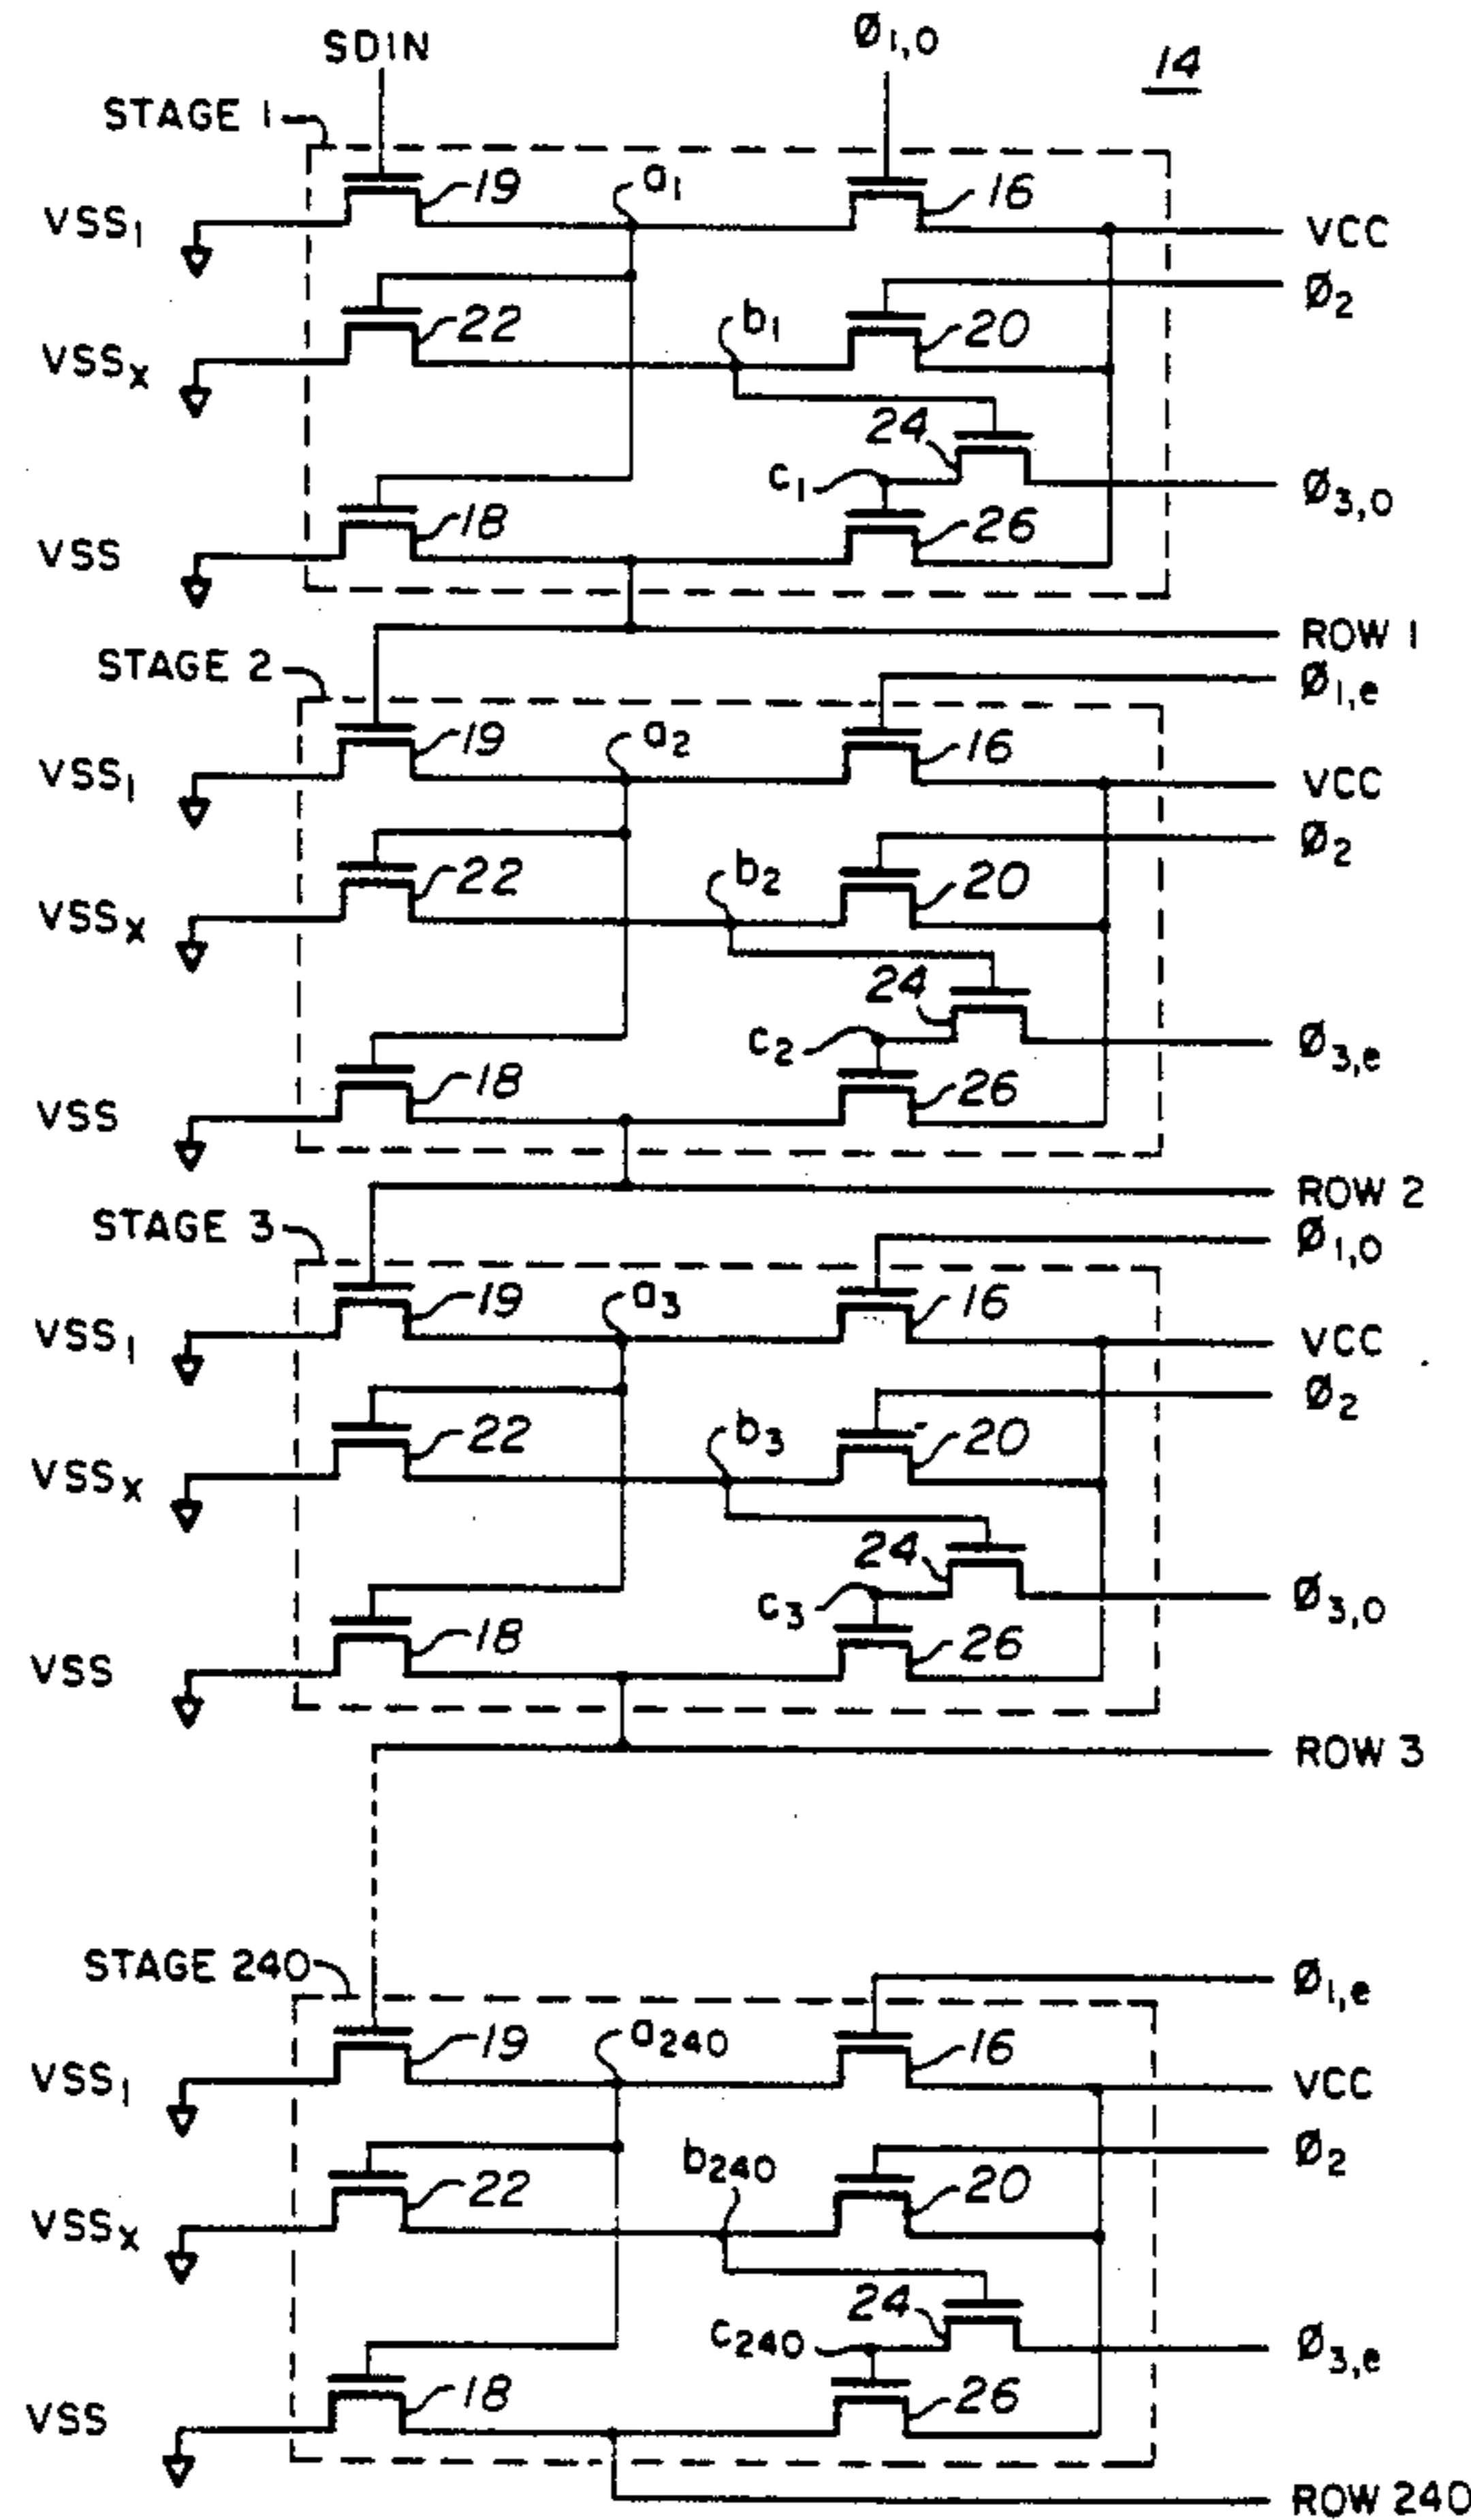 SDIN Ø1,0 14
STAGE 1
19 a1 16
VSS1 VCC
Ø2
22 b1 20
VSSX
24
c1 Ø3,0
18 26
VSS
ROW 1
STAGE 2 Ø1,e
19 a2 16
VSS1 VCC
Ø2
22 b2 20
VSSX
24
c2 Ø3,e
18 26
VSS
ROW 2
STAGE 3 Ø1,0
19 a3 16
VSS1 VCC
Ø2
22 b3 20
VSSX
24
c3 Ø3,0
18 26
VSS
ROW 3
STAGE 240 Ø1,e
19 a240 16
VSS1 VCC
Ø2
22 b240 20
VSSX
24
c240 Ø3,e
18 26
VSS
ROW 240